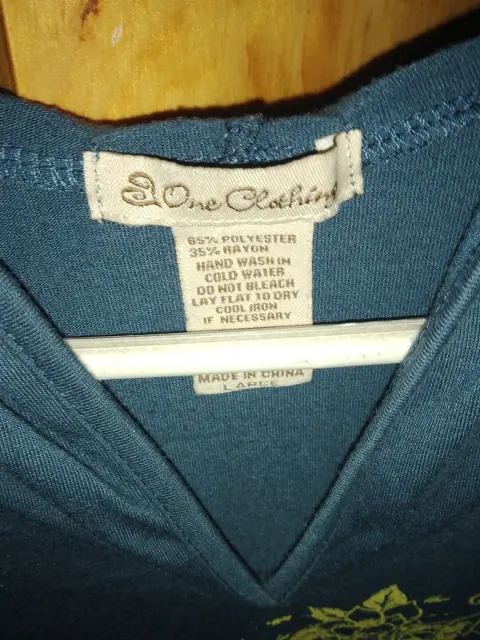 One Clothing
65% POLYESTER
35% RAYON
HAND WASH IN
COLD WATER
DO NOT BLEACH
LAY FLAT TO DRY
COOL IRON
IF NECESSARY
MADE IN CHINA
LARGE